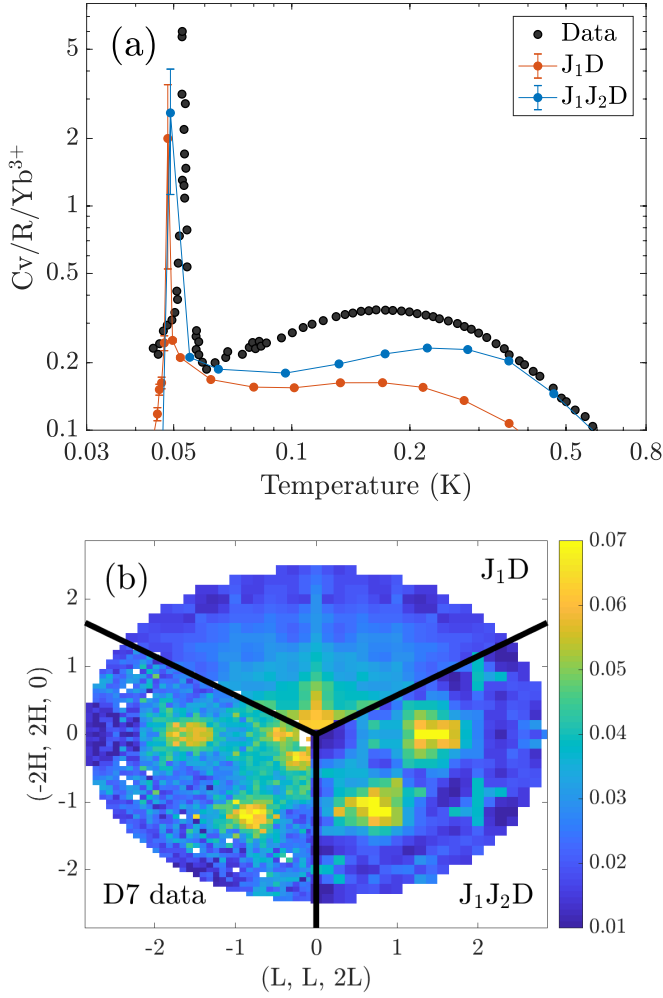 (a)
Data
J₁D
J₁J₂D
Cv/R/Yb³⁺
5
2
1
0.5
0.2
0.1
0.03 0.05 0.1 0.2 0.5 0.8
Temperature (K)
(b)
J₁D
0.07
0.06
0.05
0.04
0.03
0.02
0.01
(-2H, 2H, 0)
2
1
0
-1
-2
D7 data
J₁J₂D
-2 -1 0 1 2
(L, L, 2L)